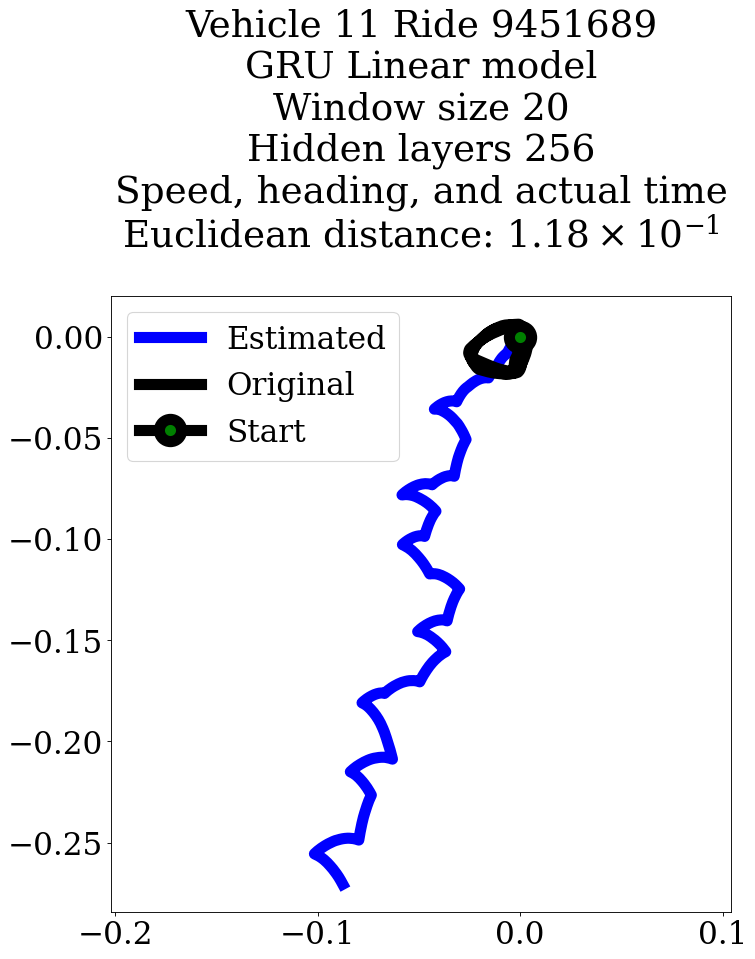 Vehicle 11 Ride 9451689
GRU Linear model
Window size 20
Hidden layers 256
Speed, heading, and actual time
Euclidean distance: 1.18 × 10⁻¹
Estimated
Original
Start
0.00
−0.05
−0.10
−0.15
−0.20
−0.25
−0.2 −0.1 0.0 0.1